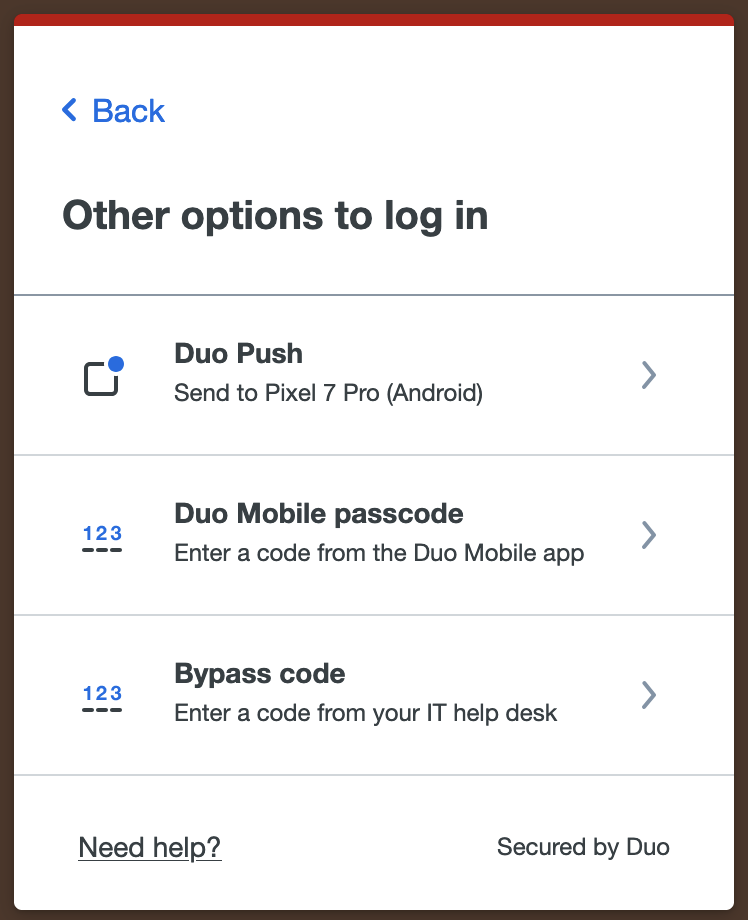 Back
Other options to log in
Duo Push
Send to Pixel 7 Pro (Android)
123
Duo Mobile passcode
Enter a code from the Duo Mobile app
123
Bypass code
Enter a code from your IT help desk
Need help?
Secured by Duo